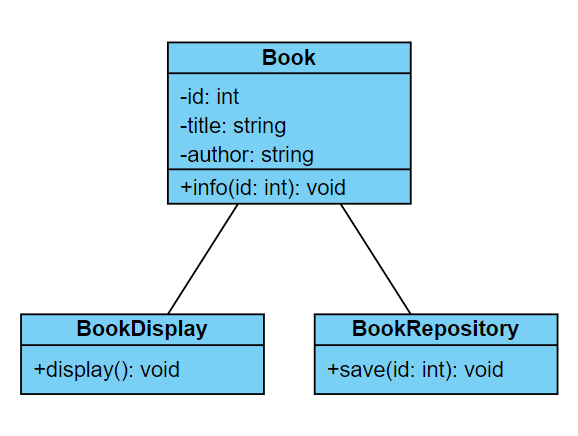 Book
-id: int
-title: string
-author: string
+info(id: int): void
BookDisplay
+display(): void
BookRepository
+save(id: int): void